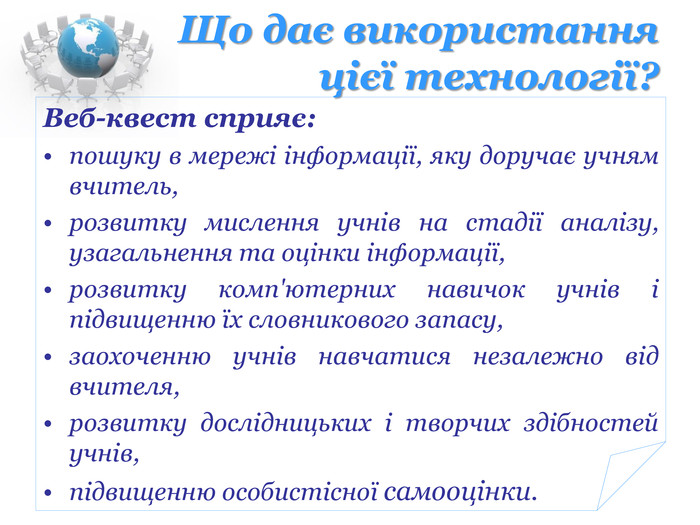 Що дає використання
цієї технології?
Веб-квест сприяє:
• пошуку в мережі інформації, яку доручає учням
вчитель,
• розвитку мислення учнів на стадії аналізу,
узагальнення та оцінки інформації,
• розвитку комп'ютерних навичок учнів і
підвищенню їх словникового запасу,
• заохоченню учнів навчатися незалежно від
вчителя,
• розвитку дослідницьких і творчих здібностей
учнів,
• підвищенню особистісної самооцінки.